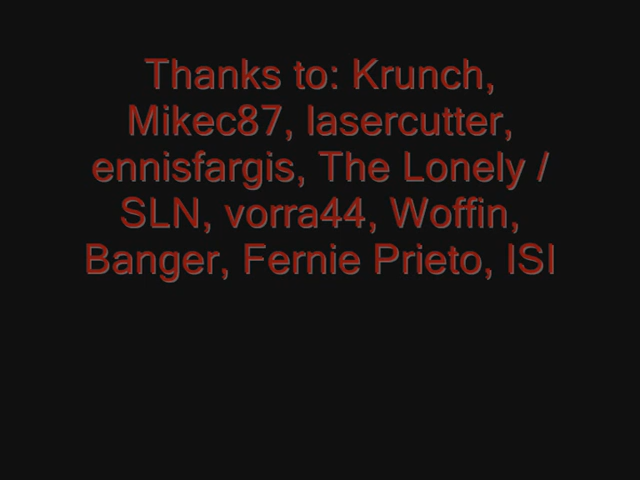 Thanks to: Krunch,
Mikec87, lasercutter,
ennisfargis, The Lonely /
SLN, vorra44, Woffin,
Banger, Fernie Prieto, ISI